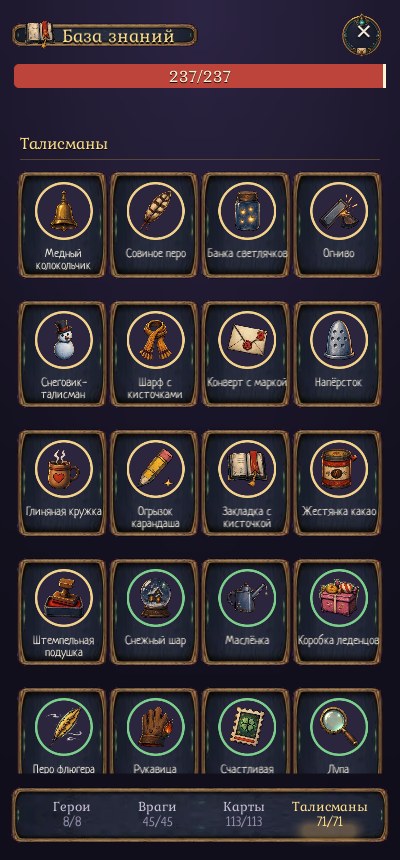 База знаний
237/237
Талисманы
Медный колокольчик
Совиное перо
Банка светлячков
Огниво
Снеговик-талисман
Шарф с кисточками
Конверт с маркой
Напёрсток
Глиняная кружка
Огрызок карандаша
Закладка с кисточкой
Жестянка какао
Штемпельная подушка
Снежный шар
Маслёнка
Коробка леденцов
Перо флюгера
Рукавица
Счастливая
Лупа
Герои
8/8
Враги
45/45
Карты
113/113
Талисманы
71/71